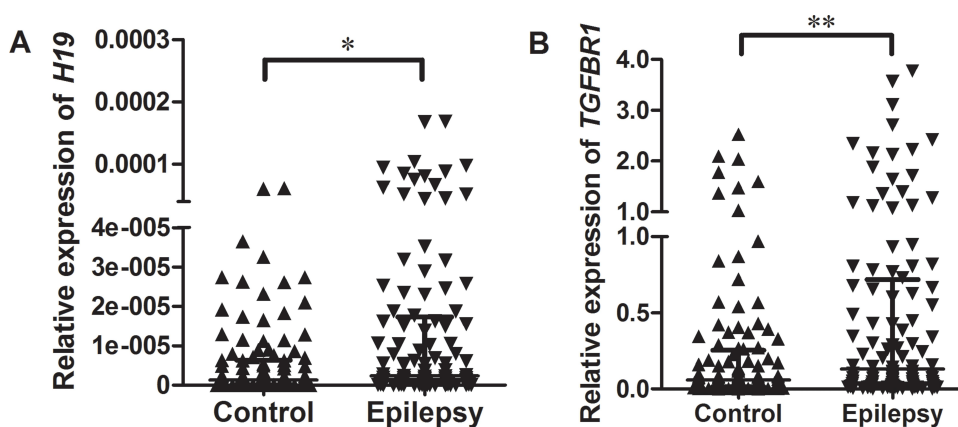 A
Relative expression of H19
0.0003
0.0002
0.0001
4e-005
3e-005
2e-005
1e-005
0
*
Control
Epilepsy
B
Relative expression of TGFBR1
4.0
3.0
2.0
1.0
1.0
0.5
0.0
**
Control
Epilepsy